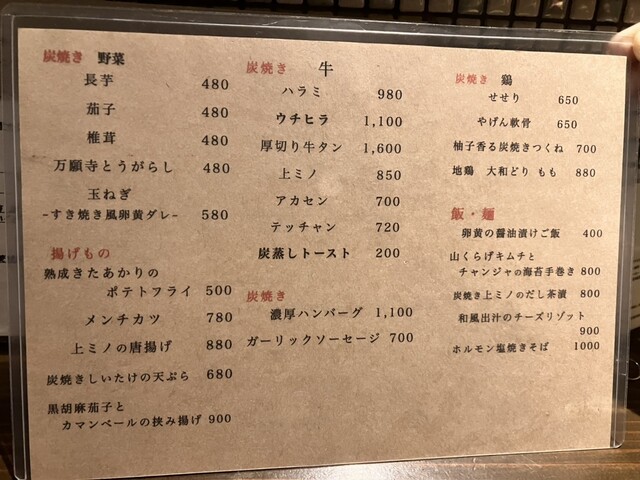 炭焼き 野菜
長芋 480
茄子 480
椎茸 480
万願寺とうがらし 480
玉ねぎ
-すき焼き風卵黄ダレ- 580
揚げもの
熟成きたあかりの
ポテトフライ 500
メンチカツ 780
上ミノの唐揚げ 880
炭焼きしいたけの天ぷら 680
黒胡麻茄子と
カマンベールの挟み揚げ 900
炭焼き 牛
ハラミ 980
ウチヒラ 1,100
厚切り牛タン 1,600
上ミノ 850
アカセン 700
テッチャン 720
炭蒸しトースト 200
炭焼き
濃厚ハンバーグ 1,100
ガーリックソーセージ 700
炭焼き 鶏
せせり 650
やげん軟骨 650
柚子香る炭焼きつくね 700
地鶏 大和どり もも 880
飯・麺
卵黄の醤油漬けご飯 400
山くらげキムチと
チャンジャの海苔手巻き 800
炭焼き上ミノのだし茶漬 800
和風出汁のチーズリゾット
900
ホルモン塩焼きそば 1000